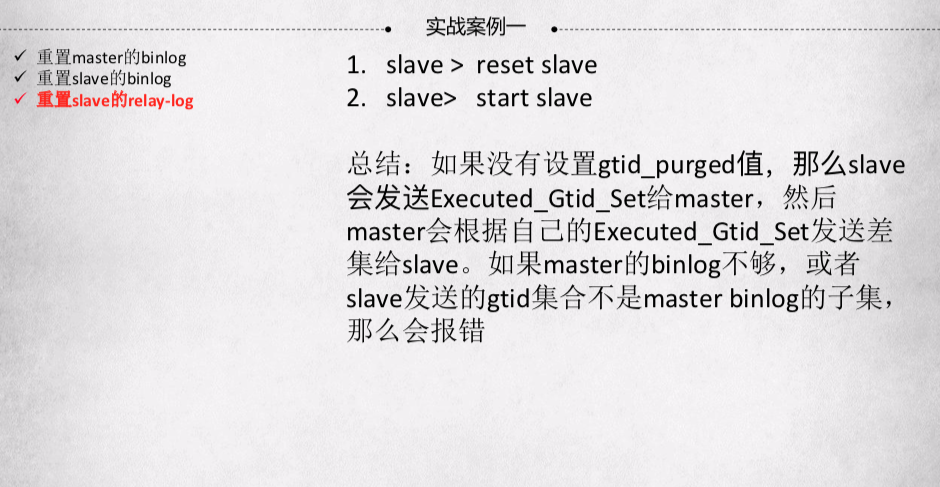 实战案例一
✓ 重置master的binlog
✓ 重置slave的binlog
✓ 重置slave的relay-log
1. slave > reset slave
2. slave> start slave
总结：如果没有设置gtid_purged值，那么slave
会发送Executed_Gtid_Set给master，然后
master会根据自己的Executed_Gtid_Set发送差
集给slave。如果master的binlog不够，或者
slave发送的gtid集合不是master binlog的子集，
那么会报错